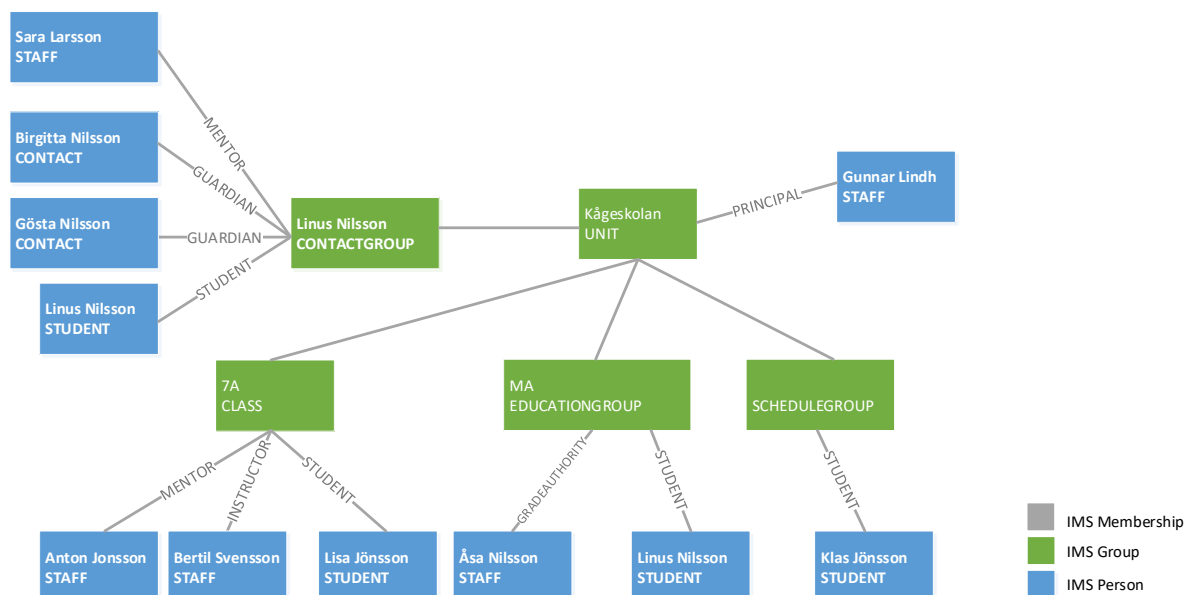 Sara Larsson
STAFF
Birgitta Nilsson
CONTACT
Gösta Nilsson
CONTACT
Linus Nilsson
STUDENT
MENTOR
GUARDIAN
GUARDIAN
STUDENT
Linus Nilsson
CONTACTGROUP
Kågeskolan
UNIT
PRINCIPAL
Gunnar Lindh
STAFF
7A
CLASS
MA
EDUCATIONGROUP
SCHEDULEGROUP
MENTOR
INSTRUCTOR
STUDENT
GRADEAUTHORITY
STUDENT
STUDENT
Anton Jonsson
STAFF
Bertil Svensson
STAFF
Lisa Jönsson
STUDENT
Åsa Nilsson
STAFF
Linus Nilsson
STUDENT
Klas Jönsson
STUDENT
IMS Membership
IMS Group
IMS Person